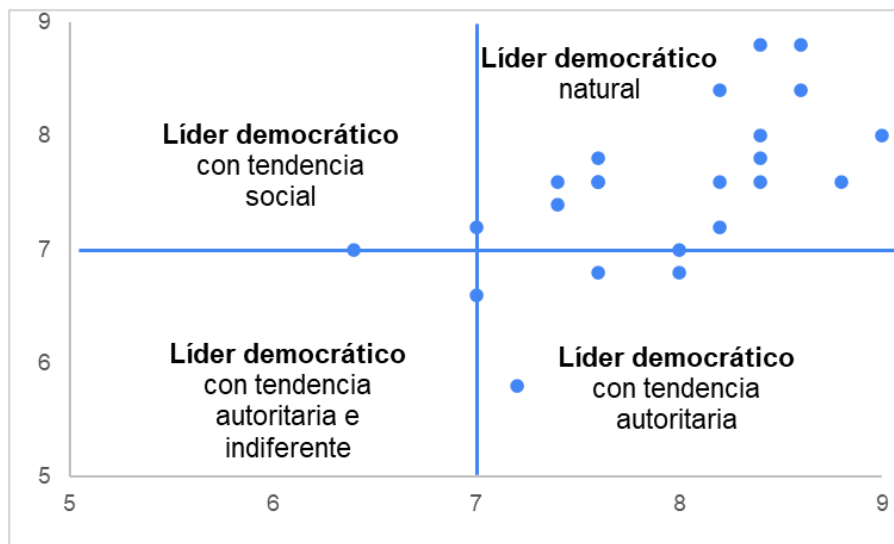 9
Líder democrático
natural
8
Líder democrático
con tendencia
social
7
6
Líder democrático
con tendencia
autoritaria e
indiferente
Líder democrático
con tendencia
autoritaria
5
5 6 7 8 9